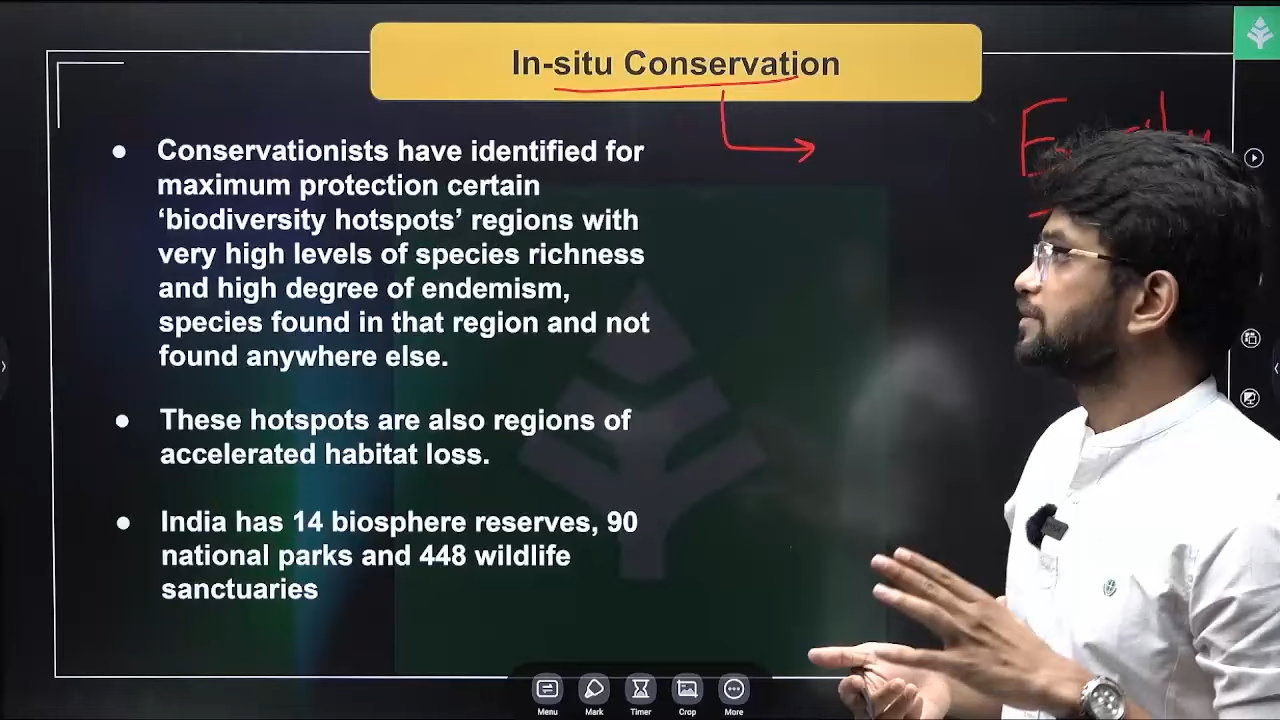 In-situ Conservation
● Conservationists have identified for
maximum protection certain
‘biodiversity hotspots’ regions with
very high levels of species richness
and high degree of endemism,
species found in that region and not
found anywhere else.
● These hotspots are also regions of
accelerated habitat loss.
● India has 14 biosphere reserves, 90
national parks and 448 wildlife
sanctuaries
Menu Mark Timer Crop More